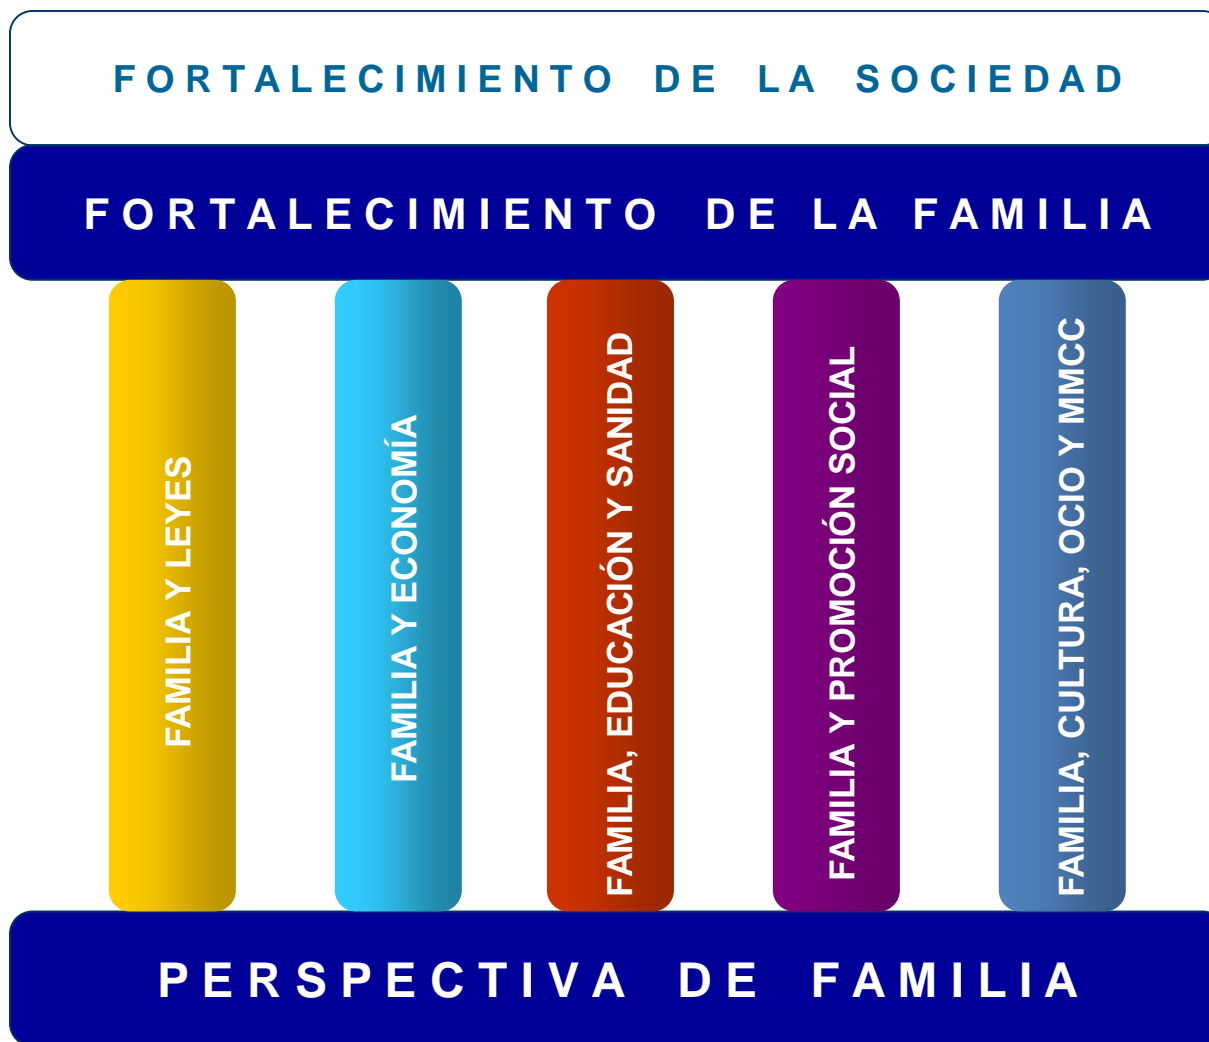 FORTALECIMIENTO DE LA SOCIEDAD
FORTALECIMIENTO DE LA FAMILIA
FAMILIA Y LEYES
FAMILIA Y ECONOMÍA
FAMILIA, EDUCACIÓN Y SANIDAD
FAMILIA Y PROMOCIÓN SOCIAL
FAMILIA, CULTURA, OCIO Y MMCC
PERSPECTIVA DE FAMILIA